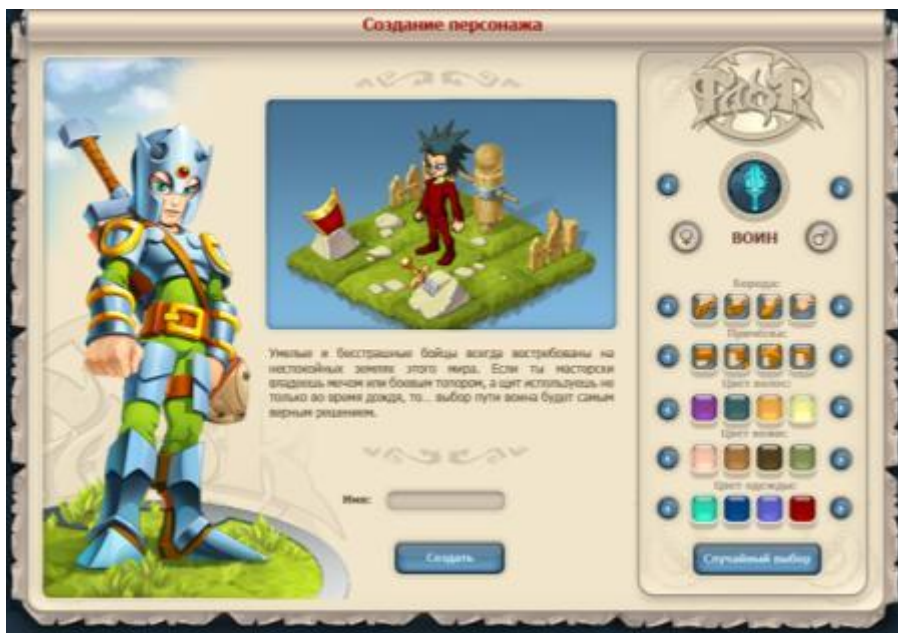 Создание персонажа
ВОИН
Борода:
Причёска:
Цвет волос:
Цвет кожи:
Цвет одежды:
Случайный выбор
Умелые и бесстрашные бойцы всегда востребованы на
неспокойных землях этого мира. Если ты мастерски
владеешь мечом или боевым топором, а щит используешь не
только во время дождя, то... выбор пути воина будет самым
верным решением.
Имя:
Создать